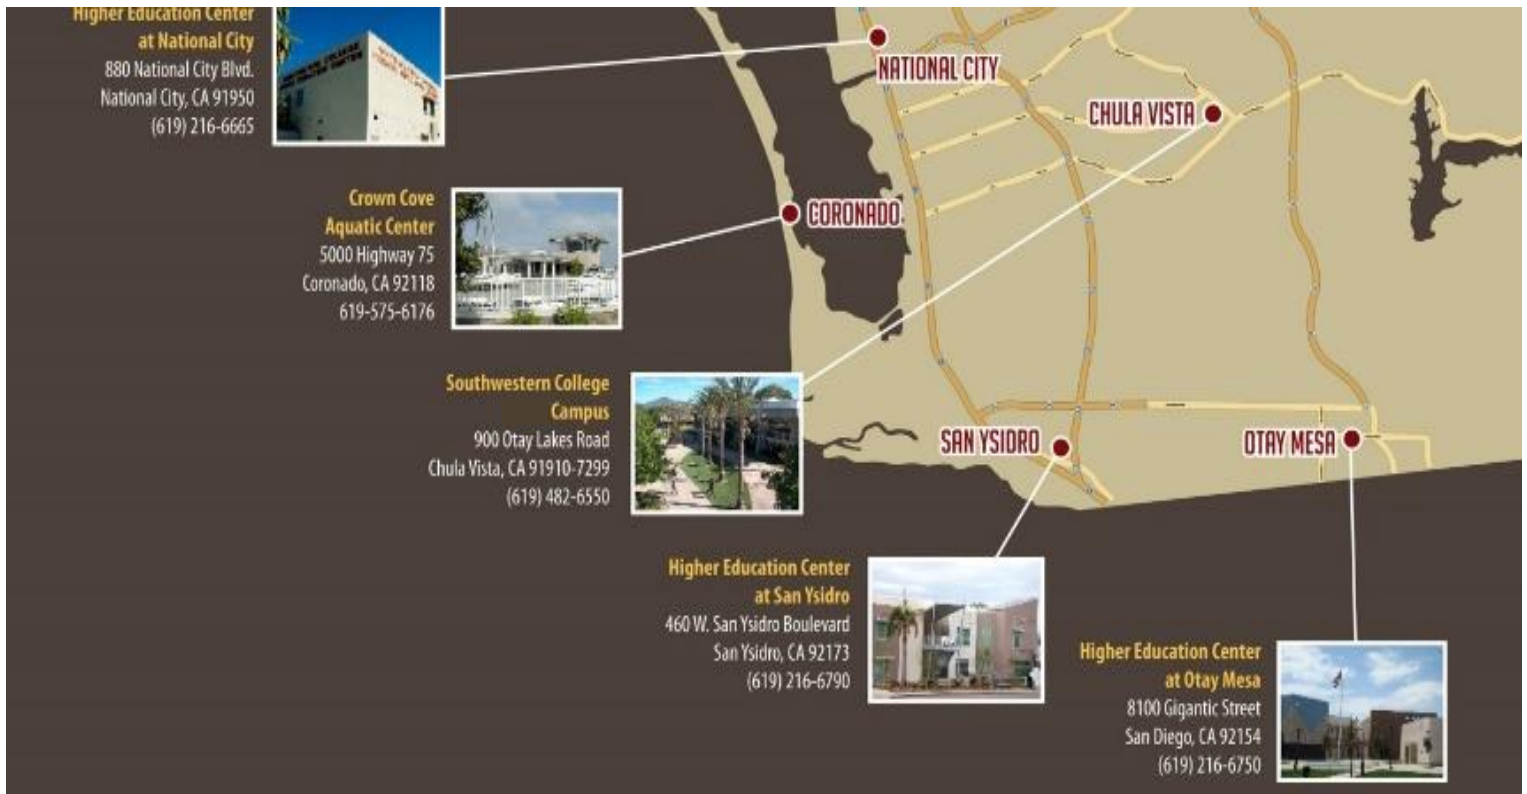 Higher Education Center
at National City
880 National City Blvd.
National City, CA 91950
(619) 216-6665
NATIONAL CITY
CHULA VISTA
Crown Cove
Aquatic Center
5000 Highway 75
Coronado, CA 92118
619-575-6176
CORONADO
Southwestern College
Campus
900 Otay Lakes Road
Chula Vista, CA 91910-7299
(619) 482-6550
SAN YSIDRO
OTAY MESA
Higher Education Center
at San Ysidro
460 W. San Ysidro Boulevard
San Ysidro, CA 92173
(619) 216-6790
Higher Education Center
at Otay Mesa
8100 Gigantic Street
San Diego, CA 92154
(619) 216-6750